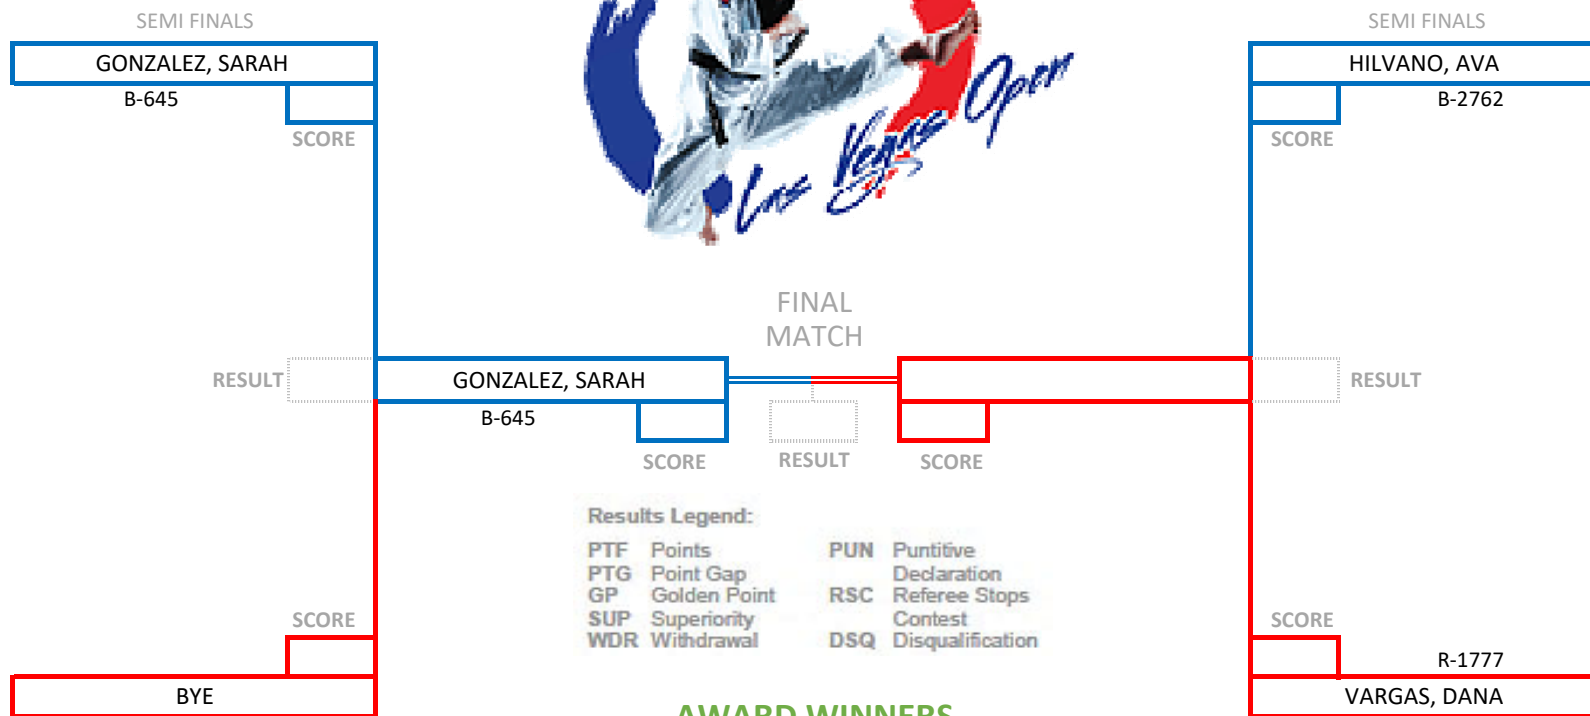 SEMI FINALS
SEMI FINALS
GONZALEZ, SARAH
HILVANO, AVA
B-645
B-2762
SCORE
SCORE
Las Vegas Open
FINAL
MATCH
RESULT
GONZALEZ, SARAH
RESULT
B-645
SCORE
RESULT
SCORE
Results Legend:
PTF Points
PTG Point Gap
GP Golden Point
SUP Superiority
WDR Withdrawal
PUN Puntitive
Declaration
RSC Referee Stops
Contest
DSQ Disqualification
SCORE
SCORE
R-1777
BYE
VARGAS, DANA
AWARD WINNERS